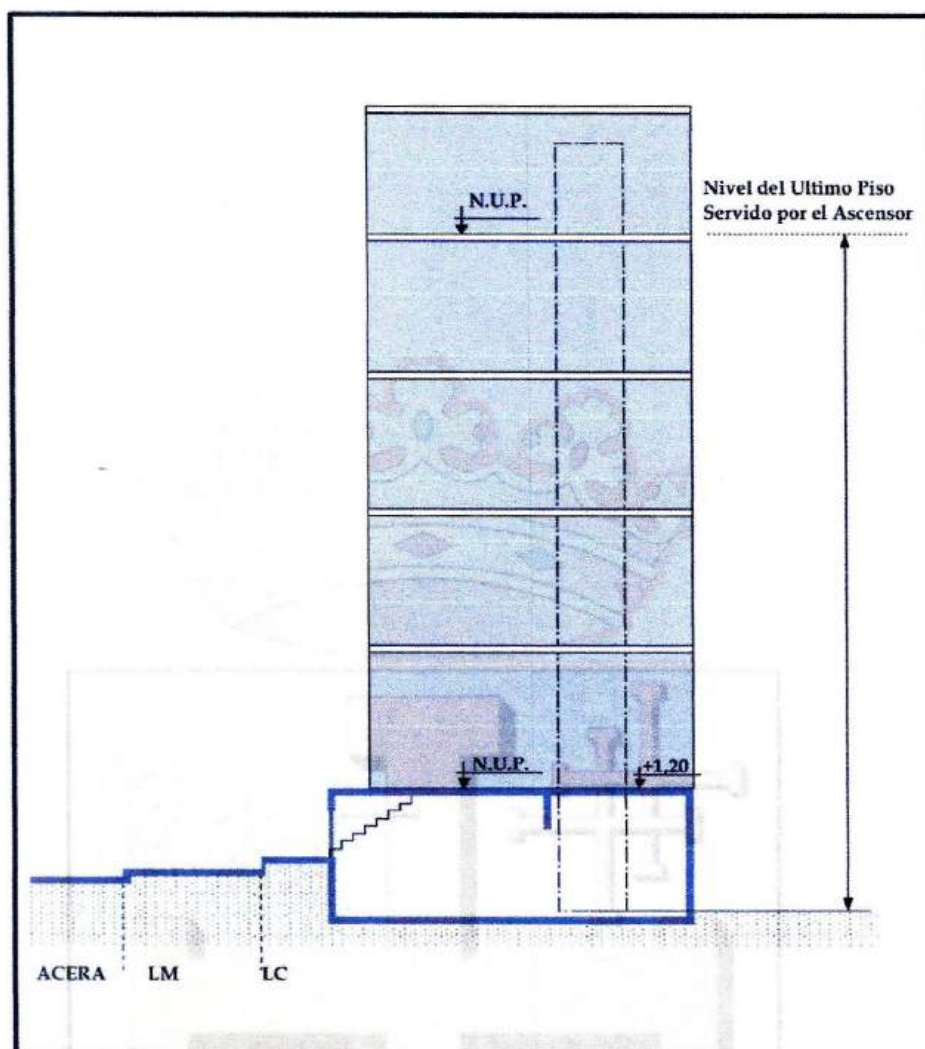 N.U.P.
Nivel del Ultimo Piso
Servido por el Ascensor
N.U.P.
+1,20
ACERA
LM
LC